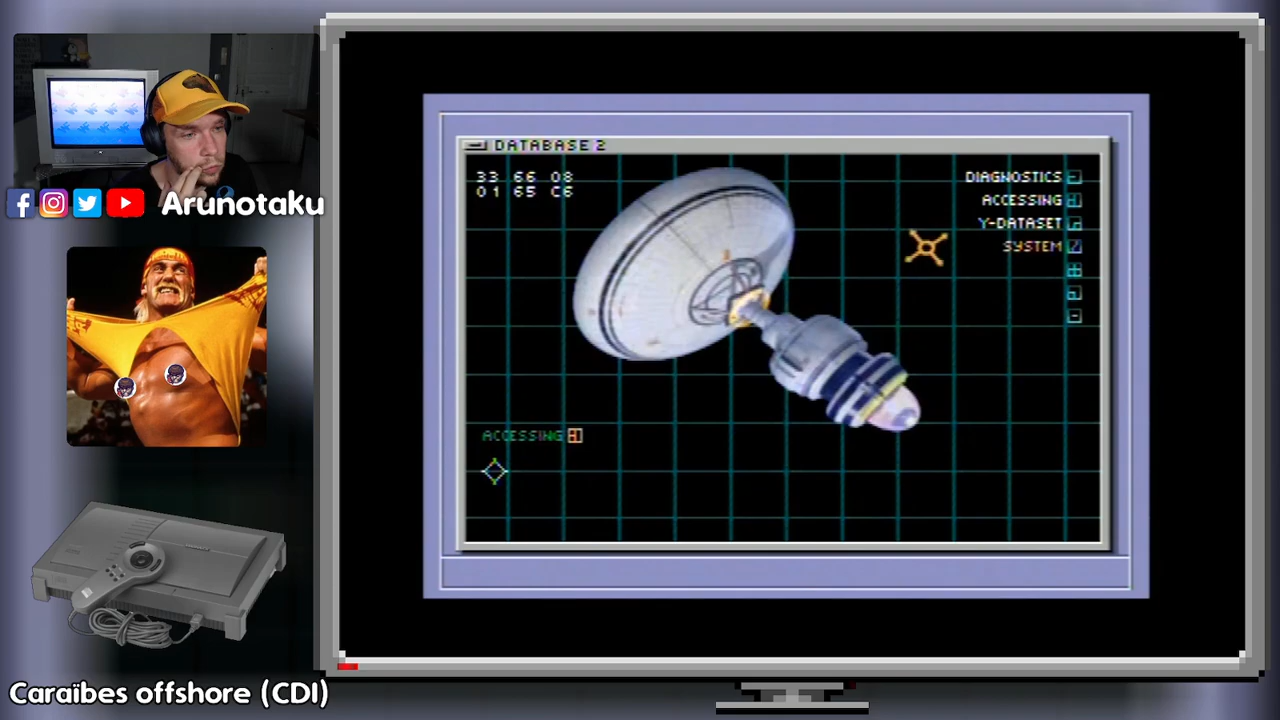 Arunotaku
Caraïbes offshore (CDI)
DATABASE 2
33 66 08
01 65 C6
DIAGNOSTICS
ACCESSING
Y-DATASET
SYSTEM
ACCESSING